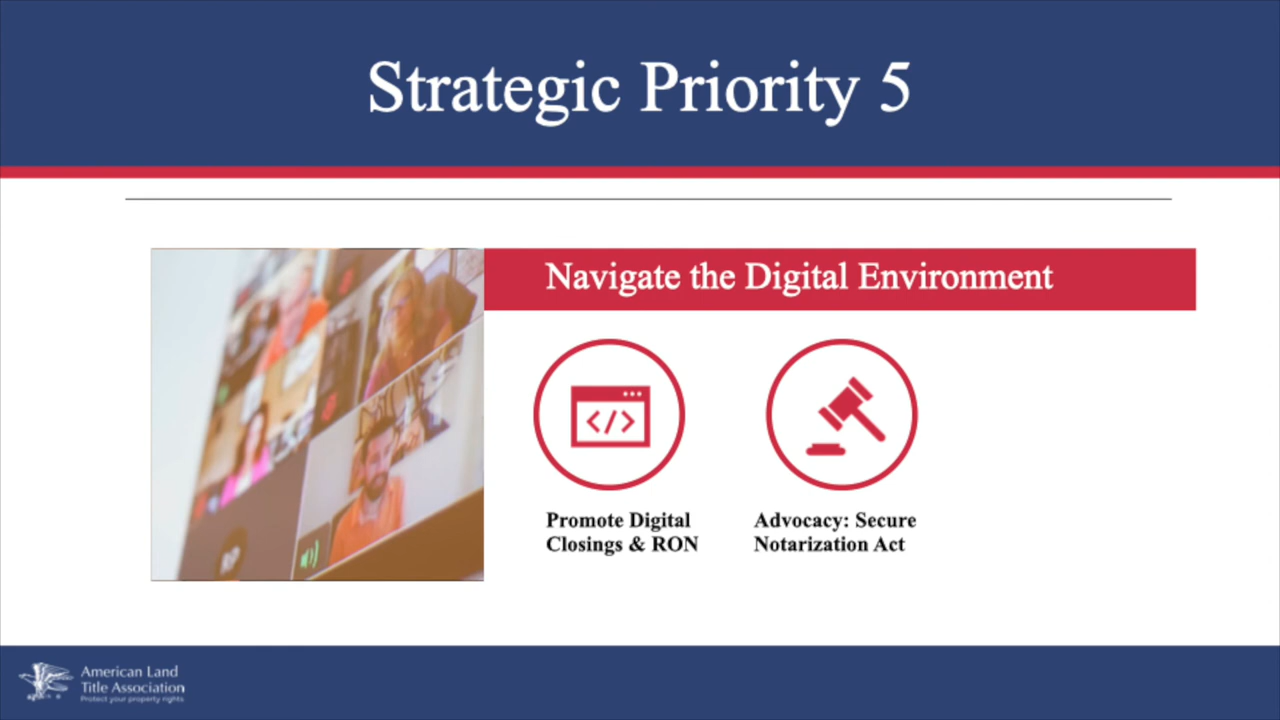 Strategic Priority 5
Navigate the Digital Environment
</>
Promote Digital
Closings & RON
Advocacy: Secure
Notarization Act
RP
American Land
Title Association
Protect your property rights